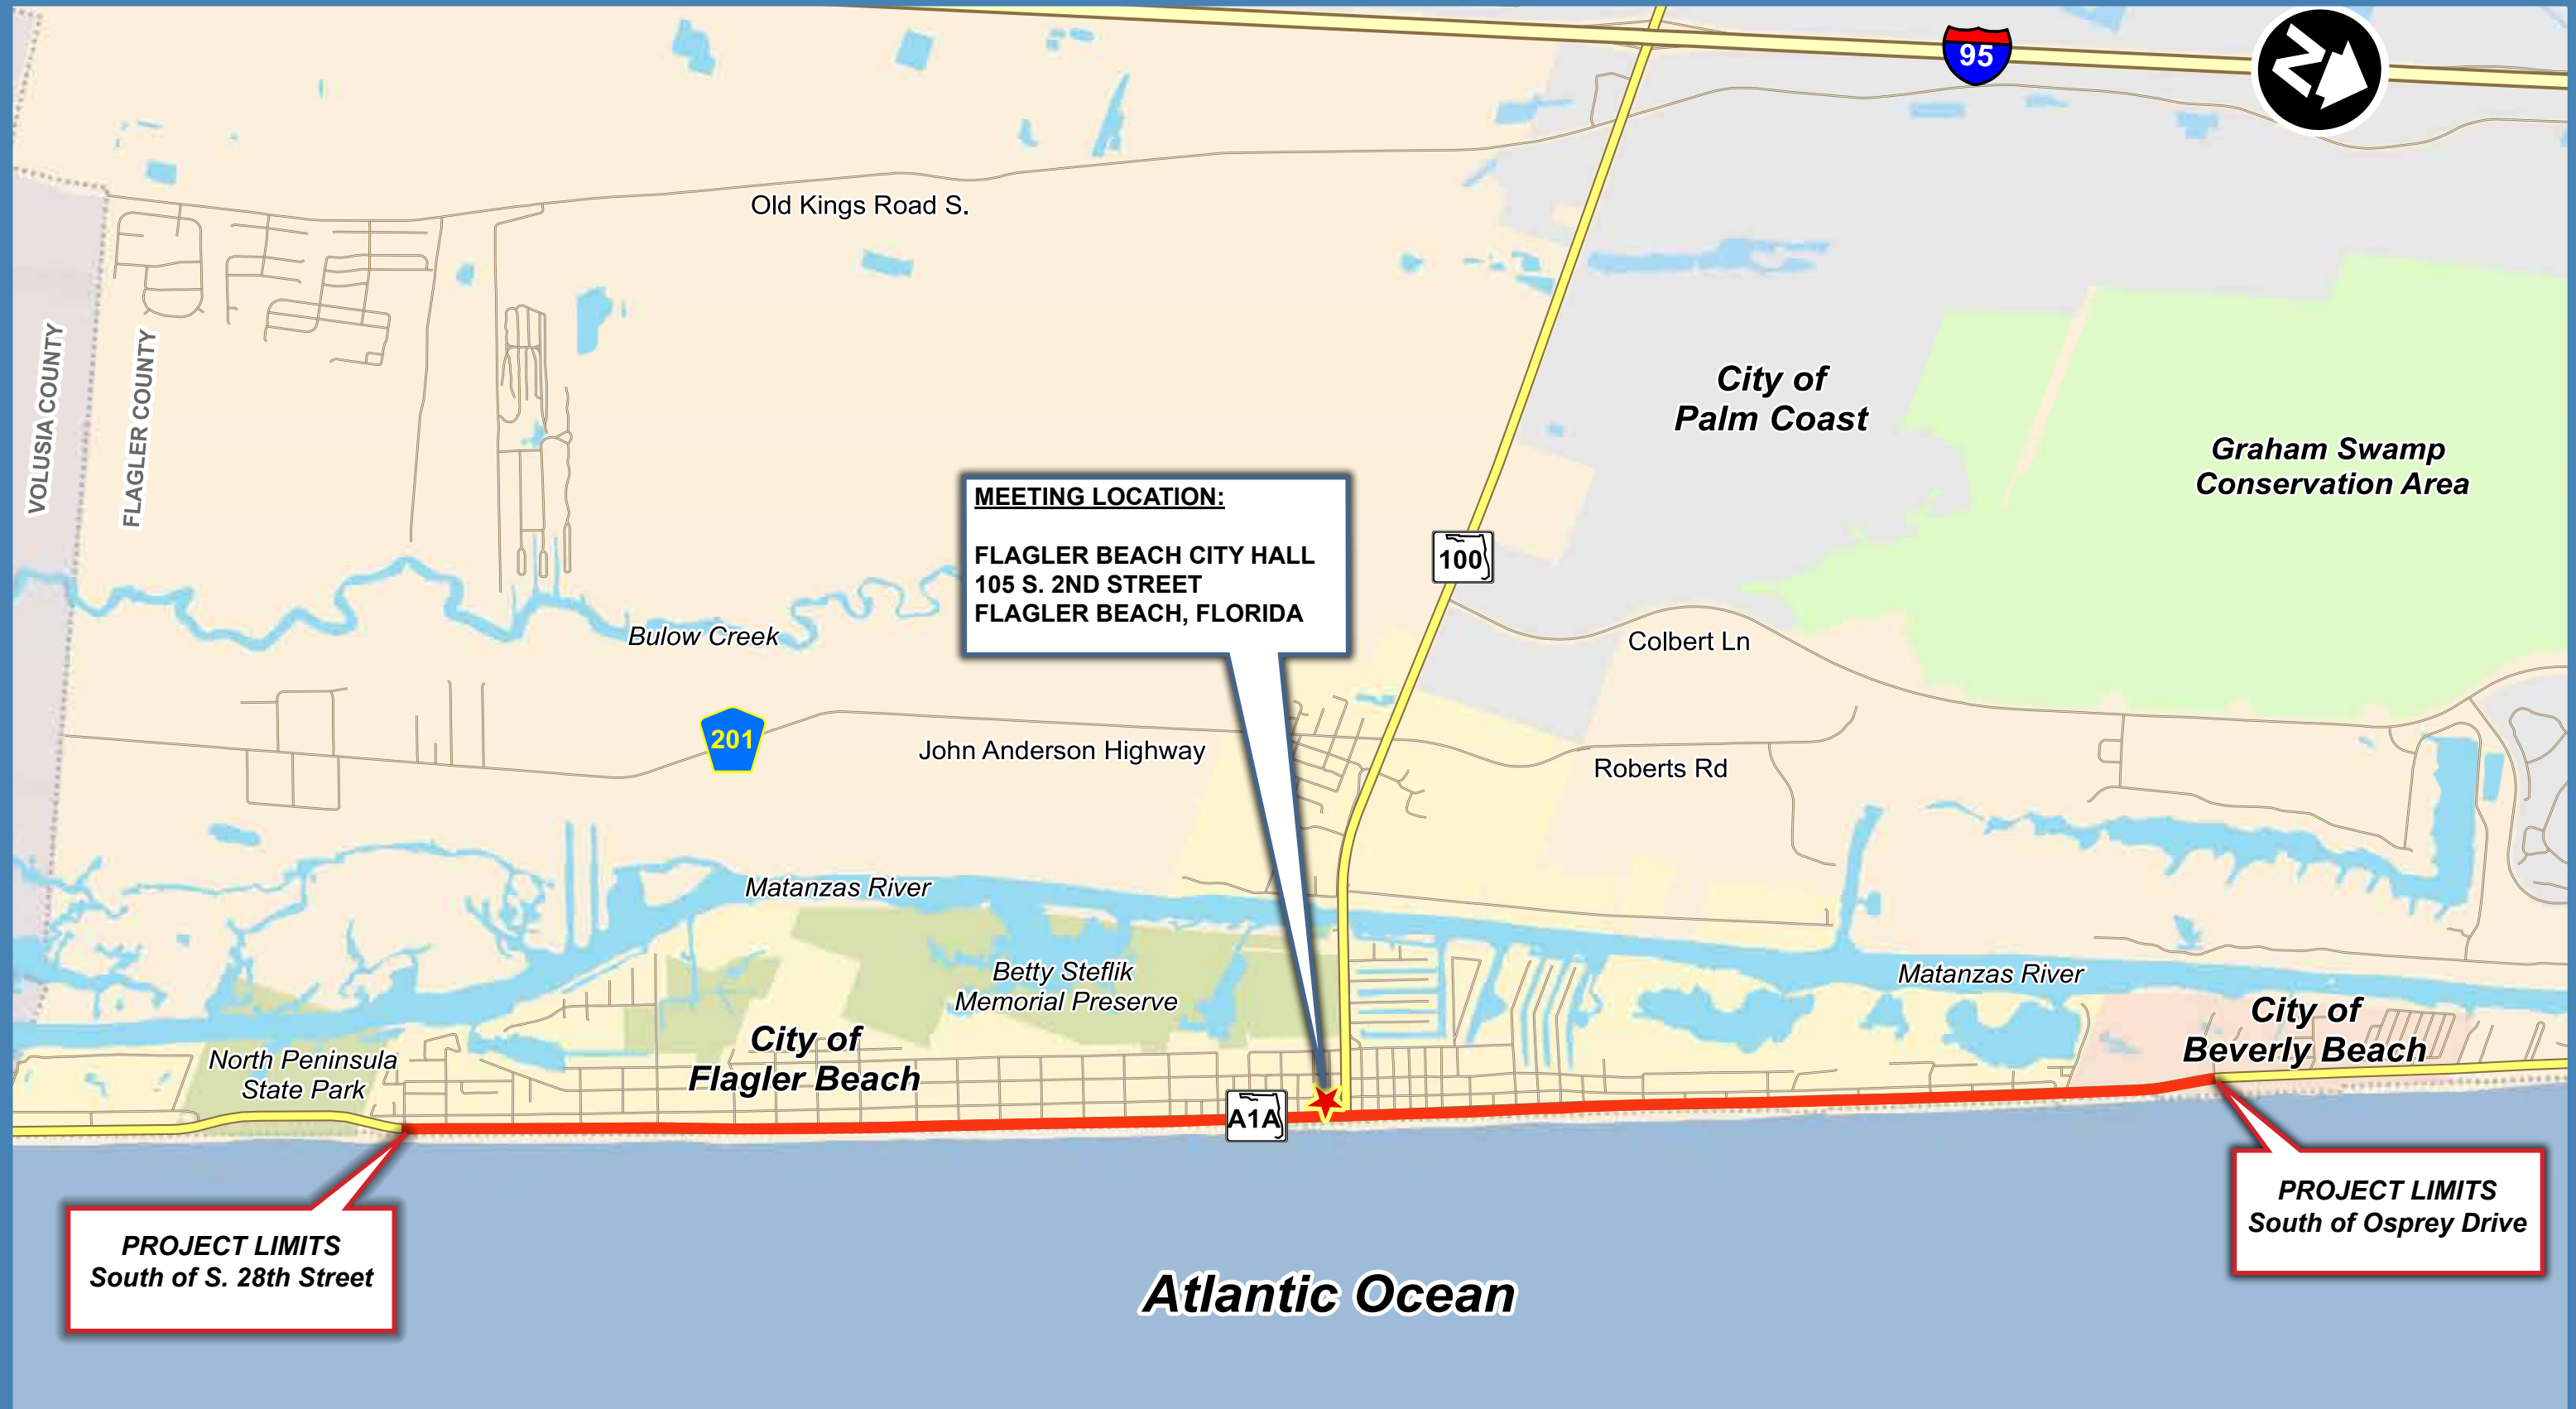 95
N
Old Kings Road S.
VOLUSIA COUNTY
FLAGLER COUNTY
City of
Palm Coast
Graham Swamp
Conservation Area
MEETING LOCATION:
FLAGLER BEACH CITY HALL
105 S. 2ND STREET
FLAGLER BEACH, FLORIDA
100
Bulow Creek
Colbert Ln
201
John Anderson Highway
Roberts Rd
Matanzas River
Betty Steflik
Memorial Preserve
Matanzas River
City of
Beverly Beach
City of
Flagler Beach
North Peninsula
State Park
A1A
PROJECT LIMITS
South of S. 28th Street
PROJECT LIMITS
South of Osprey Drive
Atlantic Ocean